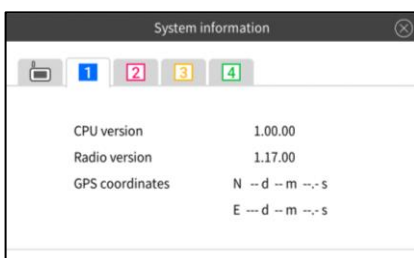 System information
1 2 3 4
CPU version 1.00.00
Radio version 1.17.00
GPS coordinates N -- d -- m --.- s
E --- d -- m --.- s